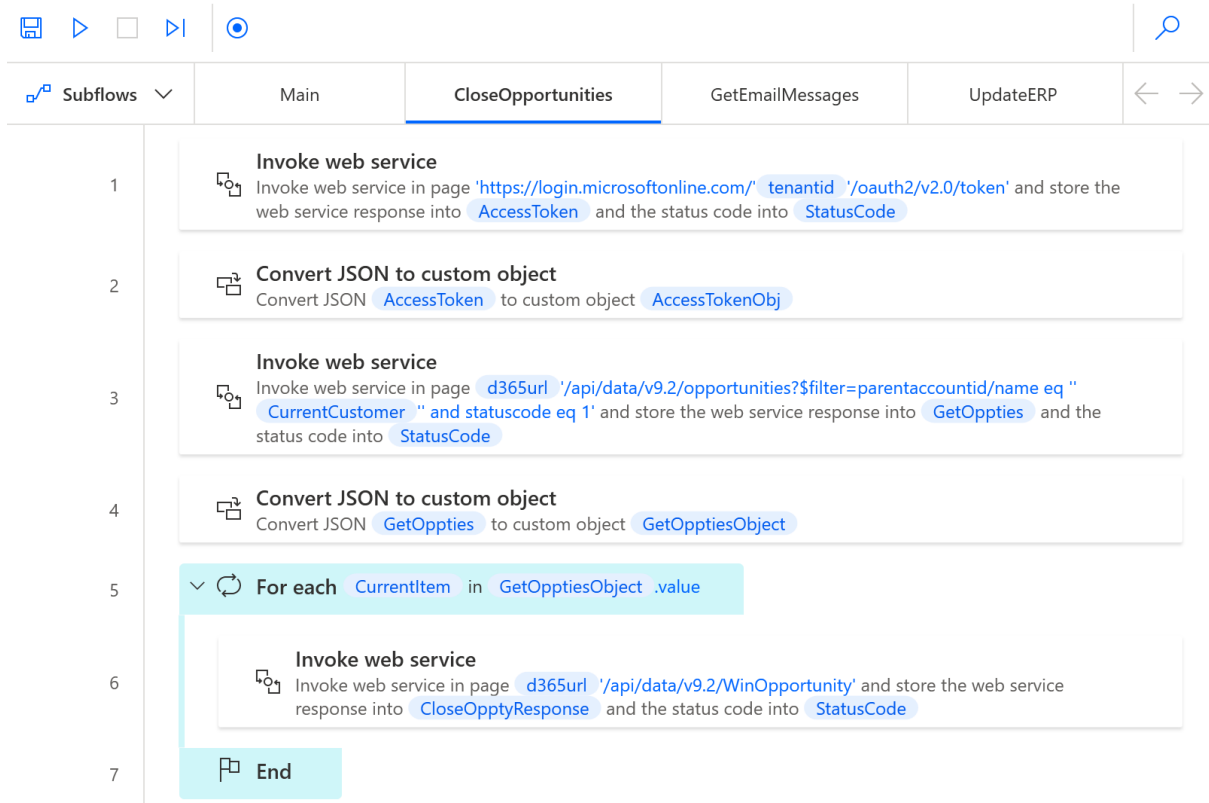 Subflows
Main
CloseOpportunities
GetEmailMessages
UpdateERP
1
Invoke web service
Invoke web service in page 'https://login.microsoftonline.com/' tenantid '/oauth2/v2.0/token' and store the
web service response into AccessToken and the status code into StatusCode
2
Convert JSON to custom object
Convert JSON AccessToken to custom object AccessTokenObj
3
Invoke web service
Invoke web service in page d365url '/api/data/v9.2/opportunities?$filter=parentaccountid/name eq ''
CurrentCustomer '' and statuscode eq 1' and store the web service response into GetOppties and the
status code into StatusCode
4
Convert JSON to custom object
Convert JSON GetOppties to custom object GetOpptiesObject
5
For each CurrentItem in GetOpptiesObject .value
6
Invoke web service
Invoke web service in page d365url '/api/data/v9.2/WinOpportunity' and store the web service
response into CloseOpptyResponse and the status code into StatusCode
7
End